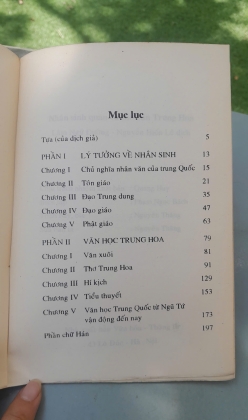 Mục lục
Tựa (của dịch giả) 5
PHẦN I LÝ TƯỞNG VỀ NHÂN SINH 13
Chương I Chủ nghĩa nhân văn của trung Quốc 15
Chương II Tôn giáo 21
Chương III Đạo Trung dung 35
Chương IV Đạo giáo 47
Chương V Phật giáo 63
PHẦN II VĂN HỌC TRUNG HOA 79
Chương I Văn xuôi 81
Chương II Thơ Trung Hoa 91
Chương III Hí kịch 129
Chương IV Tiểu thuyết 153
Chương V Văn học Trung Quốc từ Ngũ Tứ
vận động đến nay 173
Phần chữ Hán 197